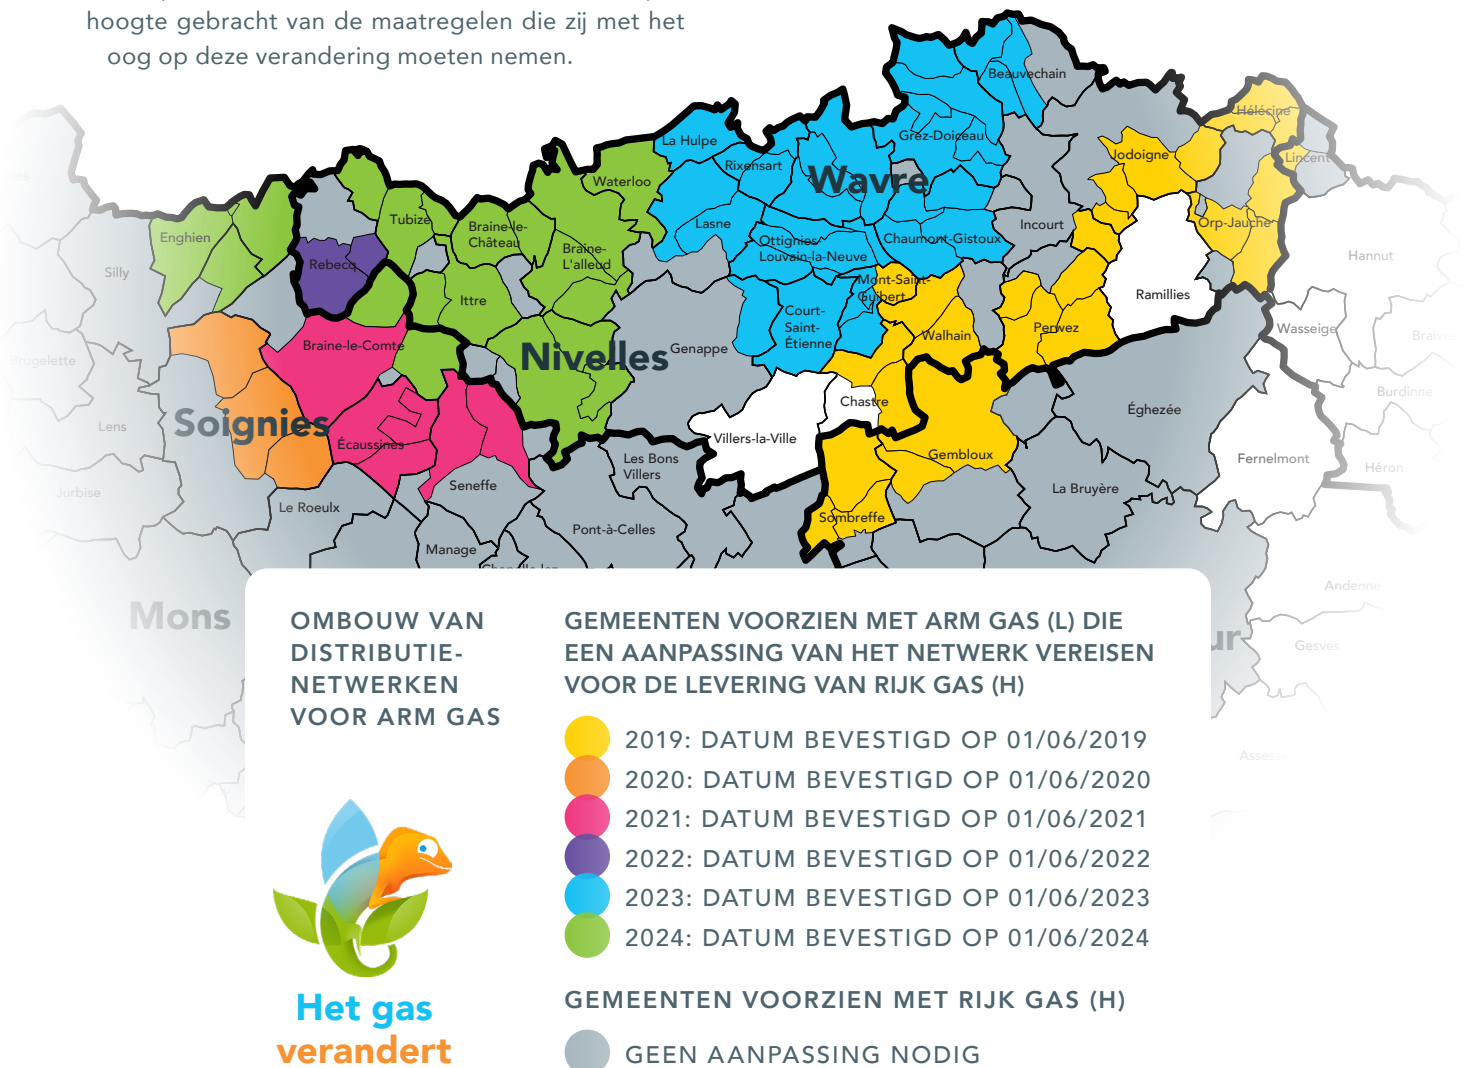 hoogte gebracht van de maatregelen die zij met het
oog op deze verandering moeten nemen.
Beauvechain
Hélécine
La Hulpe
Grez-Doiceau
Jodoigne
Lincent
Rixensart
Wavre
Waterloo
Tubize
Enghien
Braine-le-
Château
Lasne
Incourt
Orp-Jauche
Ottignies
Louvain-la-Neuve
Chaumont-Gistoux
Braine-
L'alleud
Hannut
Silly
Rebecq
Mont-Saint-
Guibert
Ramillies
Ittre
Court-
Saint-
Étienne
Wasseige
Perwez
Walhain
Braine-le-Comte
Nivelles
Genappe
Brugelette
Burdinne
Chastre
Éghezée
Soignies
Lens
Villers-la-Ville
Écaussines
Gembloux
Fernelmont
Les Bons
Villers
Héron
Seneffe
La Bruyère
Jurbise
Le Roeulx
Sombreffe
Pont-à-Celles
Manage
Andenne
Mons
ur
Gesves
Assesse
OMBOUW VAN
DISTRIBUTIE-
NETWERKEN
VOOR ARM GAS
GEMEENTEN VOORZIEN MET ARM GAS (L) DIE
EEN AANPASSING VAN HET NETWERK VEREISEN
VOOR DE LEVERING VAN RIJK GAS (H)
2019: DATUM BEVESTIGD OP 01/06/2019
2020: DATUM BEVESTIGD OP 01/06/2020
2021: DATUM BEVESTIGD OP 01/06/2021
2022: DATUM BEVESTIGD OP 01/06/2022
2023: DATUM BEVESTIGD OP 01/06/2023
2024: DATUM BEVESTIGD OP 01/06/2024
Het gas
verandert
GEMEENTEN VOORZIEN MET RIJK GAS (H)
GEEN AANPASSING NODIG